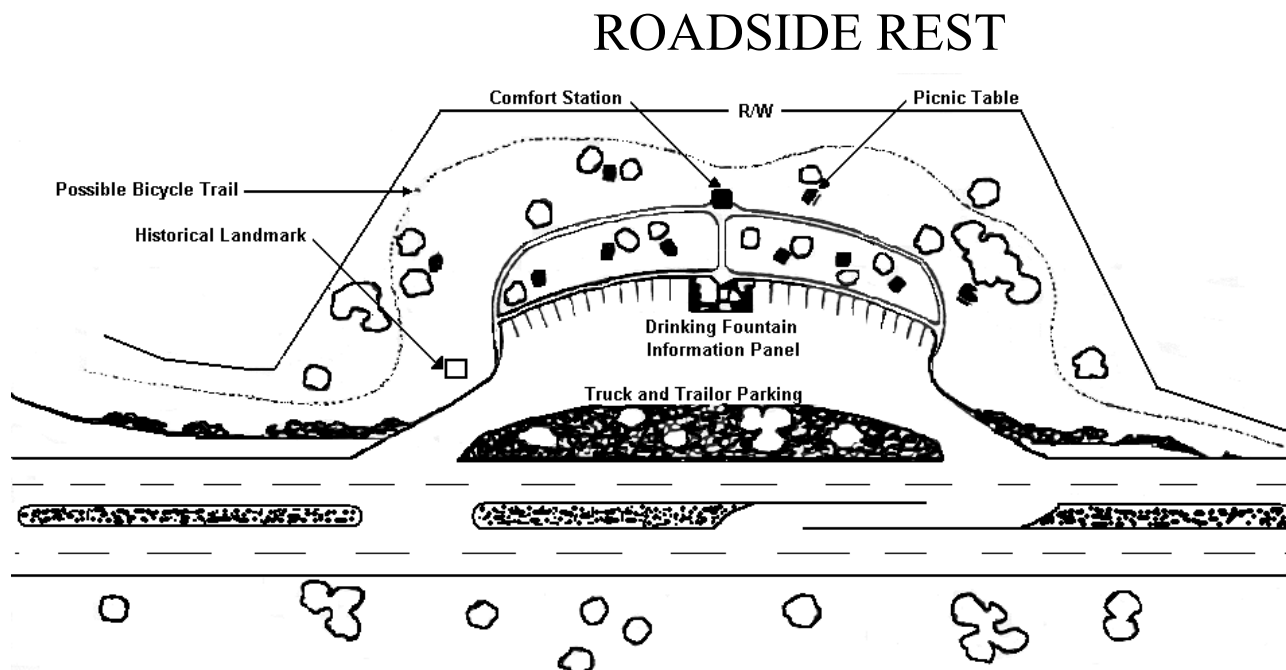 ROADSIDE REST
Comfort Station
R/W
Picnic Table
Possible Bicycle Trail
Historical Landmark
Drinking Fountain
Information Panel
Truck and Trailor Parking